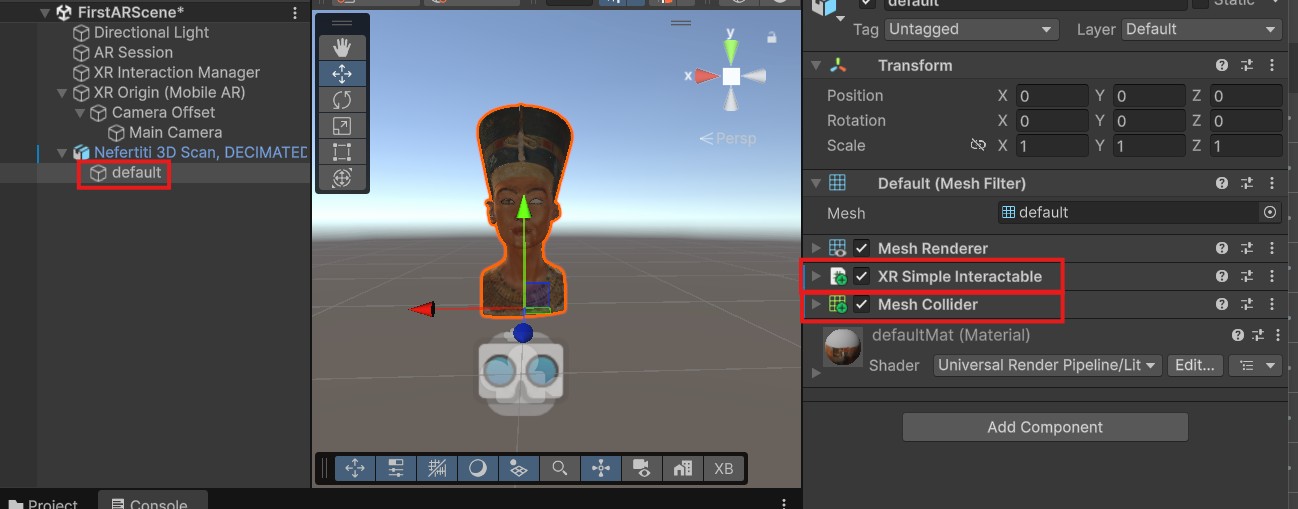 FirstARScene*
Directional Light
AR Session
XR Interaction Manager
XR Origin (Mobile AR)
Camera Offset
Main Camera
Nefertiti 3D Scan, DECIMATED
default
y
x
Persp
XB
Project
Console
default
Static
Tag Untagged Layer Default
Transform
Position X 0 Y 0 Z 0
Rotation X 0 Y 0 Z 0
Scale X 1 Y 1 Z 1
Default (Mesh Filter)
Mesh default
Mesh Renderer
XR Simple Interactable
Mesh Collider
defaultMat (Material)
Shader Universal Render Pipeline/Lit Edit...
Add Component